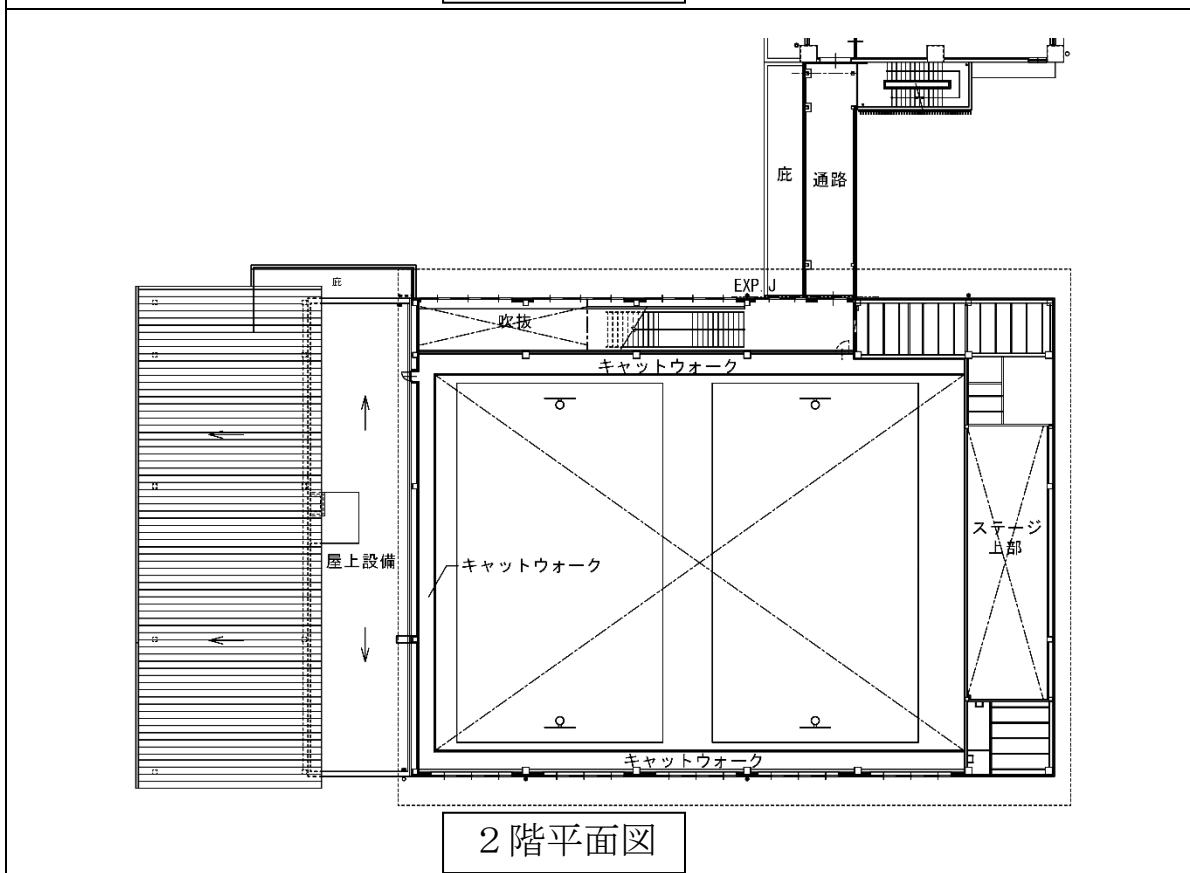 庇
通路
庇
EXP. J
吹抜
キャットウォーク
ステージ
上部
屋上設備
キャットウォーク
キャットウォーク
２階平面図